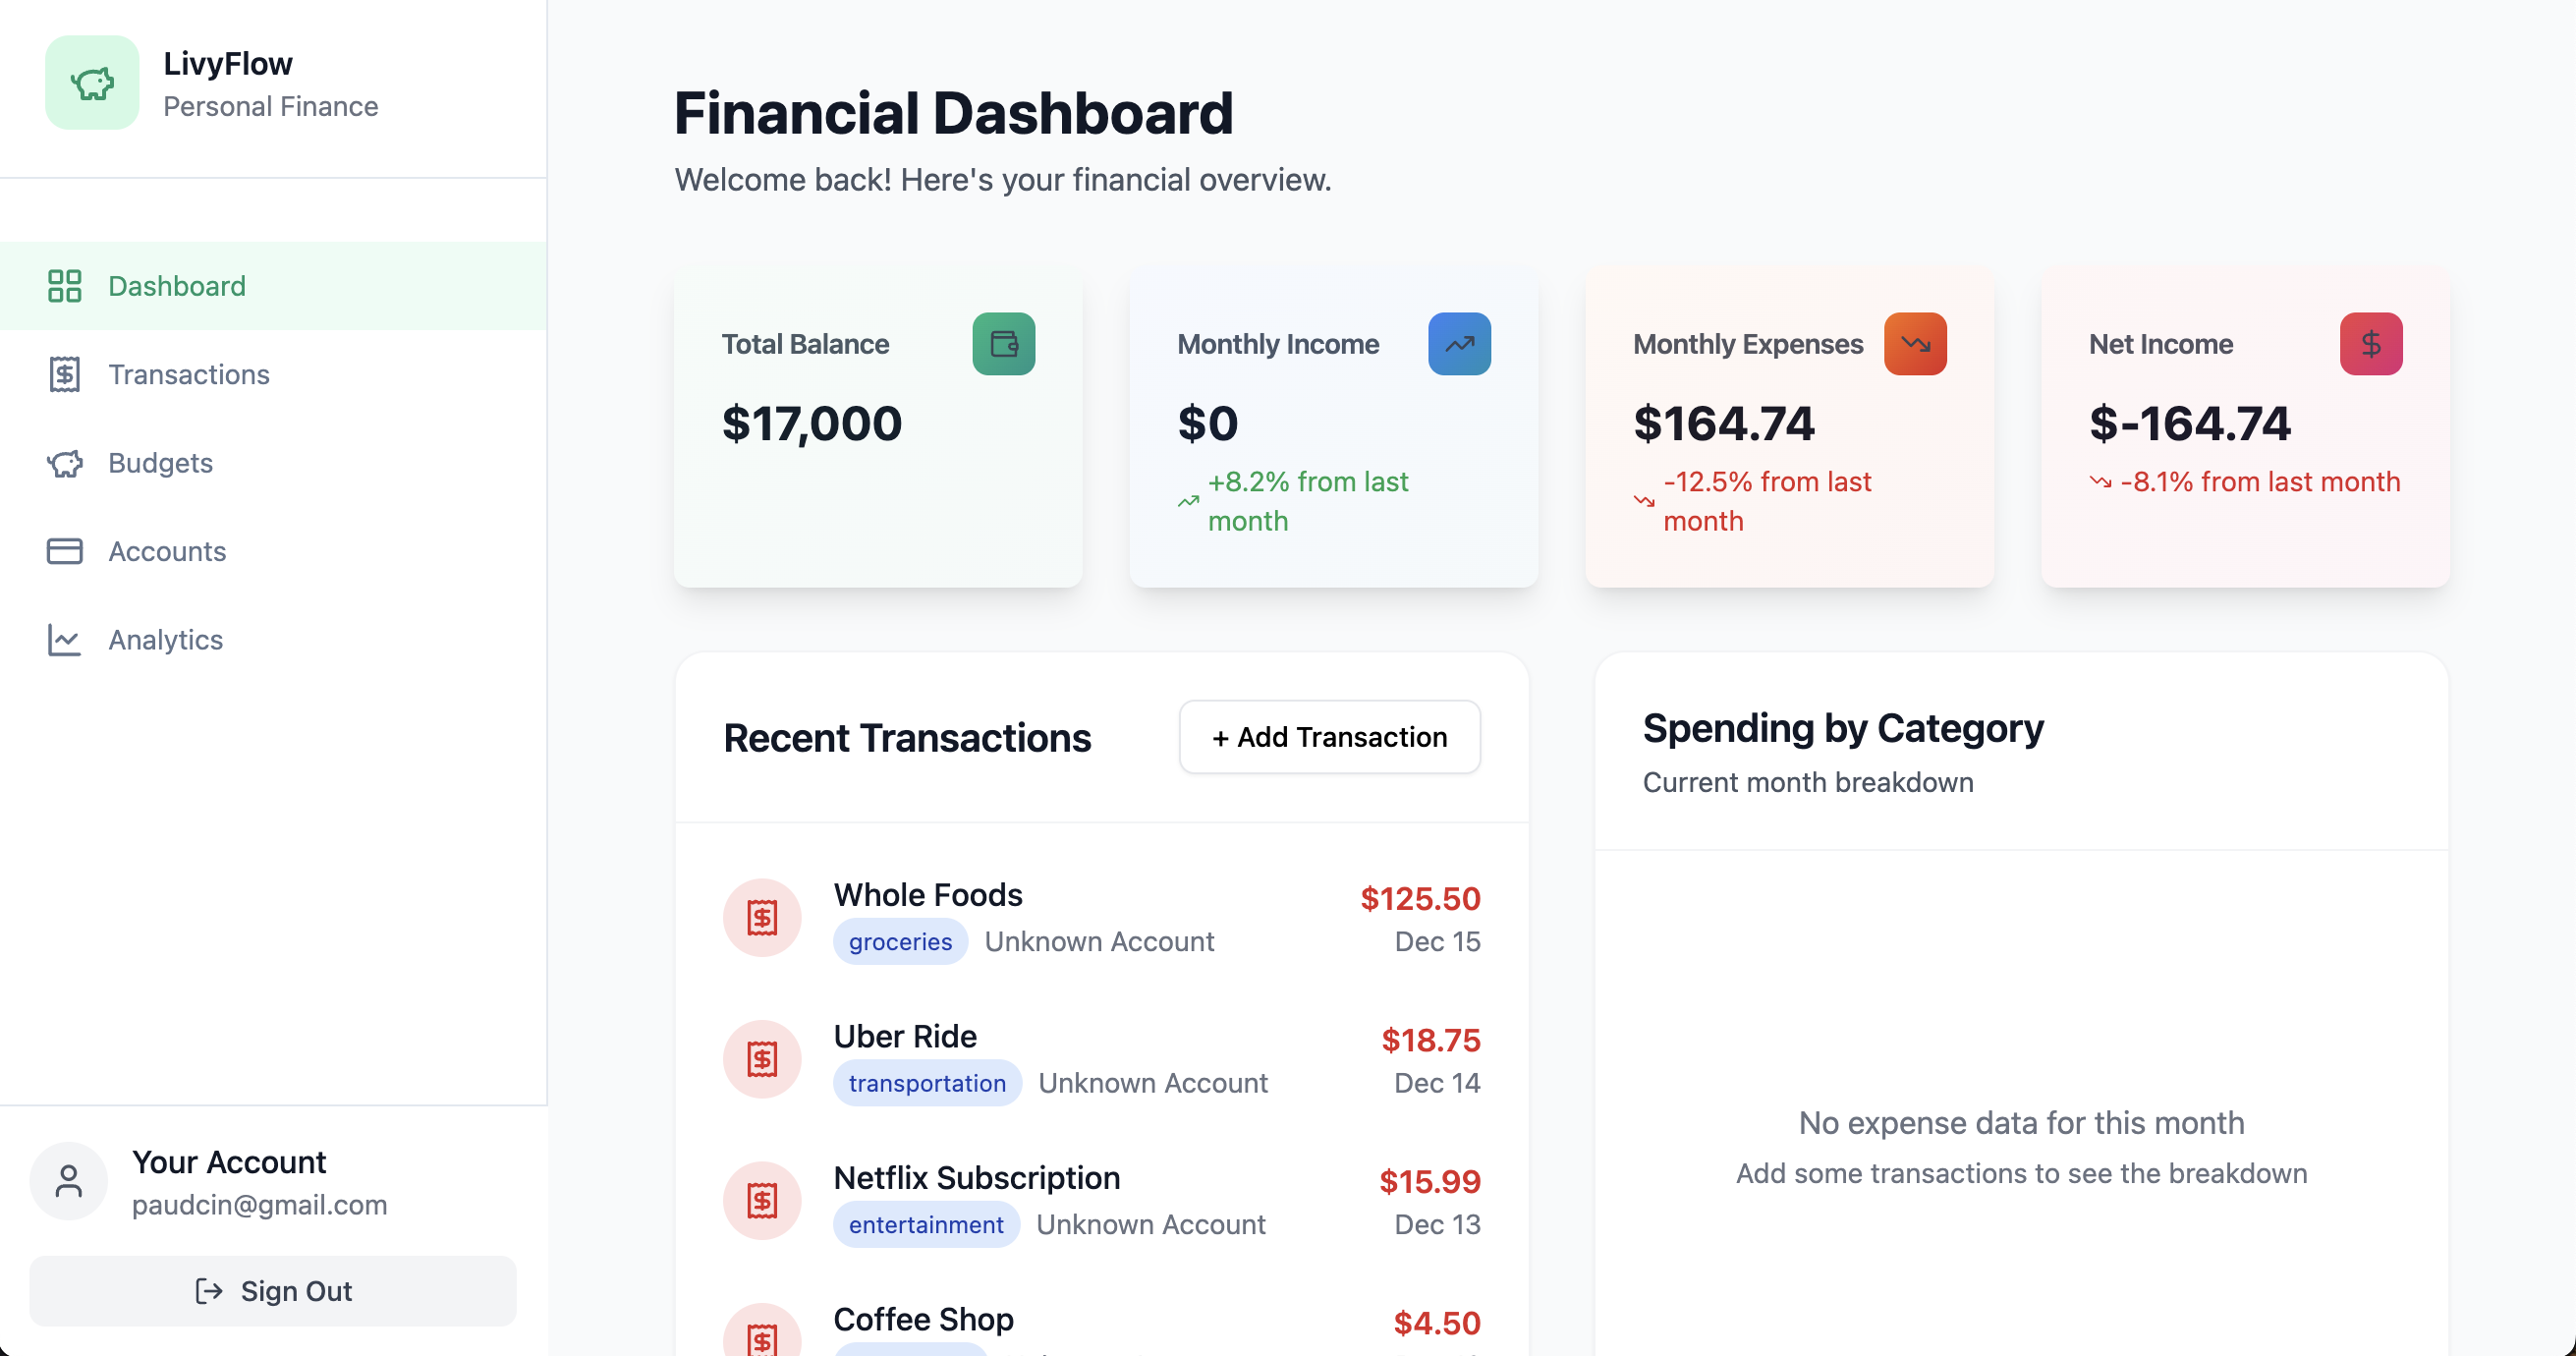 LivyFlow
Personal Finance
Dashboard
Transactions
Budgets
Accounts
Analytics
Your Account
paudcin@gmail.com
Sign Out
Financial Dashboard
Welcome back! Here's your financial overview.
Total Balance
$17,000
Monthly Income
$0
+8.2% from last
month
Monthly Expenses
$164.74
-12.5% from last
month
Net Income
$-164.74
-8.1% from last month
Recent Transactions
+ Add Transaction
Whole Foods
$125.50
groceries Unknown Account
Dec 15
Uber Ride
$18.75
transportation Unknown Account
Dec 14
Netflix Subscription
$15.99
entertainment Unknown Account
Dec 13
Coffee Shop
$4.50
Spending by Category
Current month breakdown
No expense data for this month
Add some transactions to see the breakdown